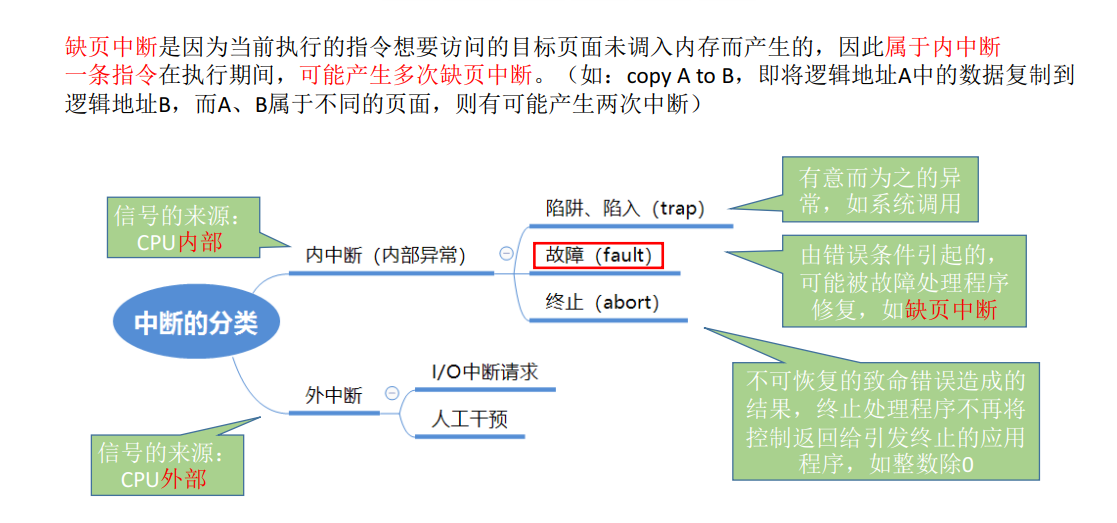 缺页中断是因为当前执行的指令想要访问的目标页面未调入内存而产生的，因此属于内中断
一条指令在执行期间，可能产生多次缺页中断。（如：copy A to B，即将逻辑地址A中的数据复制到
逻辑地址B，而A、B属于不同的页面，则有可能产生两次中断）
中断的分类
信号的来源：
CPU内部
内中断（内部异常）
陷阱、陷入（trap）
有意而为之的异
常，如系统调用
故障（fault）
由错误条件引起的，
可能被故障处理程序
修复，如缺页中断
终止（abort）
不可恢复的致命错误造成的
结果，终止处理程序不再将
控制返回给引发终止的应用
程序，如整数除0
信号的来源：
CPU外部
外中断
I/O中断请求
人工干预